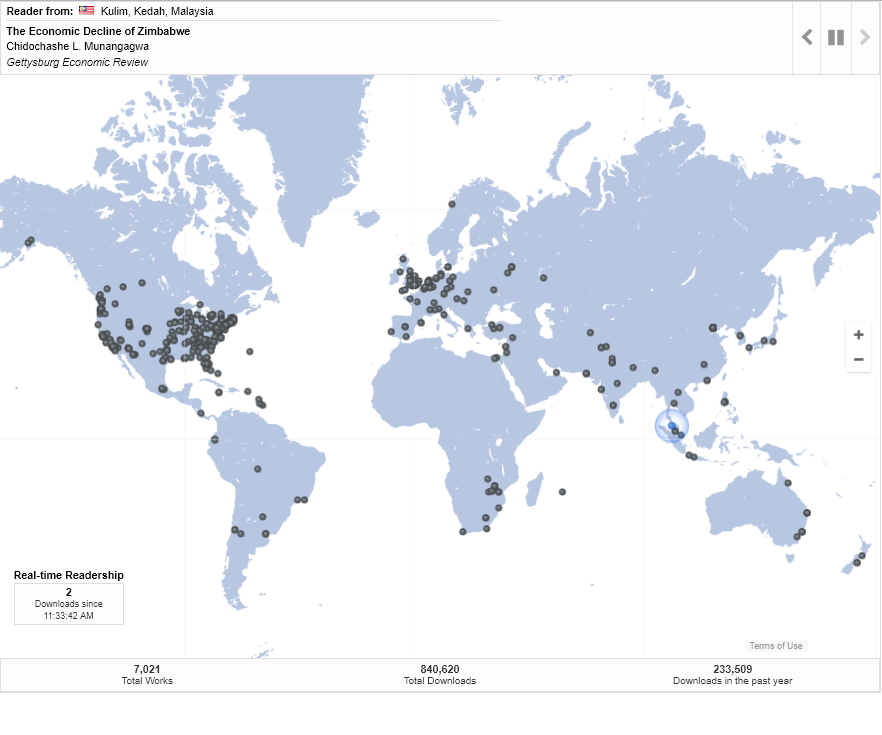 Reader from: Kulim, Kedah, Malaysia
The Economic Decline of Zimbabwe
Chidochashe L. Munangagwa
Gettysburg Economic Review
+
−
Real-time Readership
2
Downloads since
11:33:42 AM
Terms of Use
7,021
Total Works
840,620
Total Downloads
233,509
Downloads in the past year